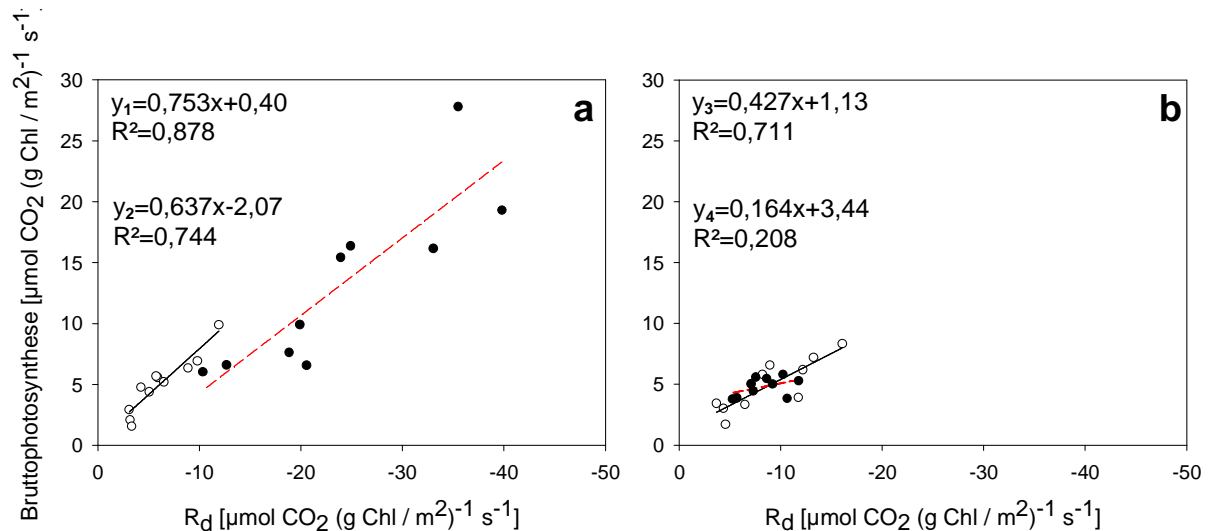 Bruttophotosynthese [µmol CO2 (g Chl / m2)-1 s-1]
30
25
20
15
10
5
0
0 -10 -20 -30 -40 -50
y1=0,753x+0,40
R²=0,878
y2=0,637x-2,07
R²=0,744
a
Rd [µmol CO2 (g Chl / m2)-1 s-1]
30
25
20
15
10
5
0
0 -10 -20 -30 -40 -50
y3=0,427x+1,13
R²=0,711
y4=0,164x+3,44
R²=0,208
b
Rd [µmol CO2 (g Chl / m2)-1 s-1]